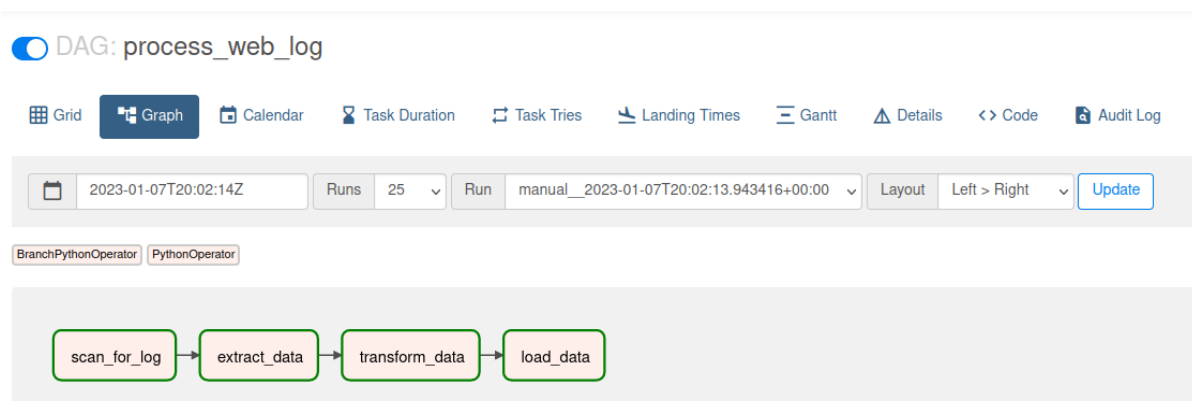 DAG: process_web_log
Grid Graph Calendar Task Duration Task Tries Landing Times Gantt Details <> Code Audit Log
2023-01-07T20:02:14Z Runs 25 Run manual__2023-01-07T20:02:13.943416+00:00 Layout Left > Right Update
BranchPythonOperator PythonOperator
scan_for_log extract_data transform_data load_data